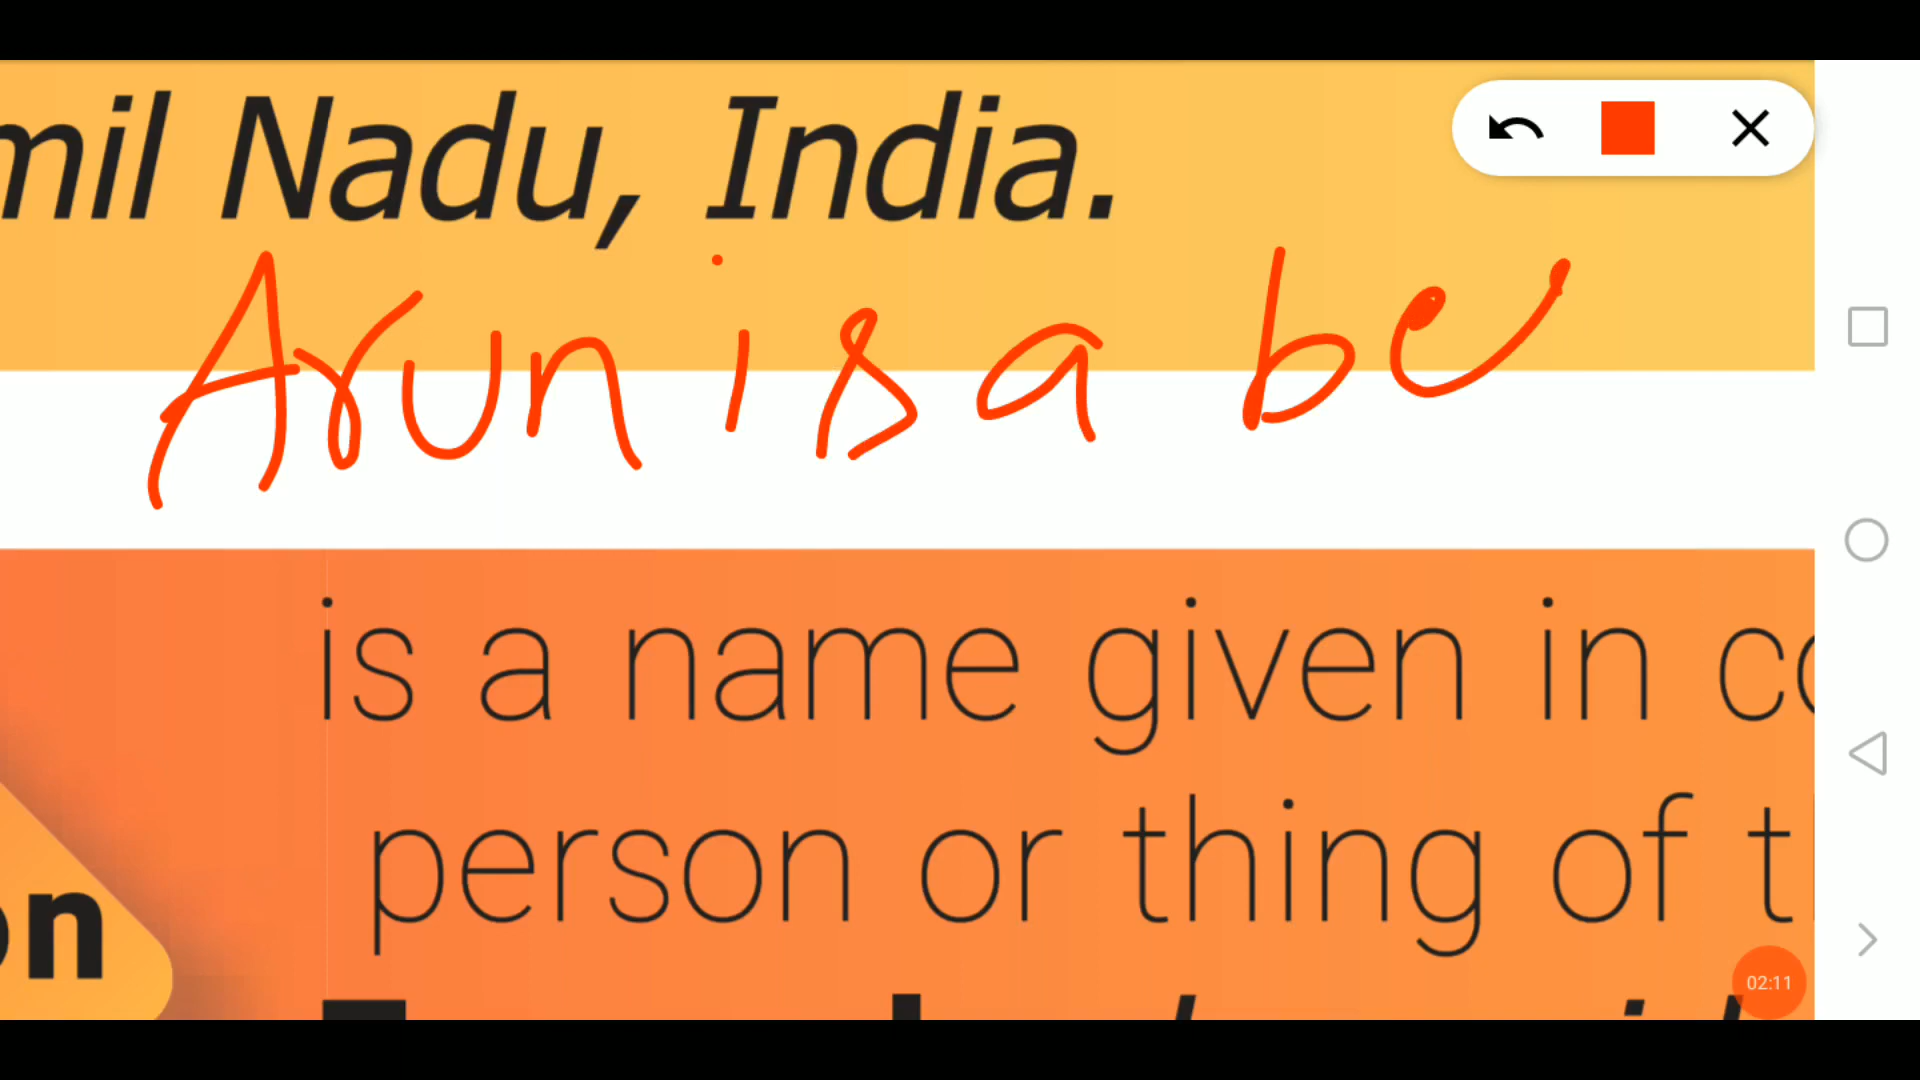 mil Nadu, India.
Arun is a be
is a name given in co
person or thing of t
on
02:11